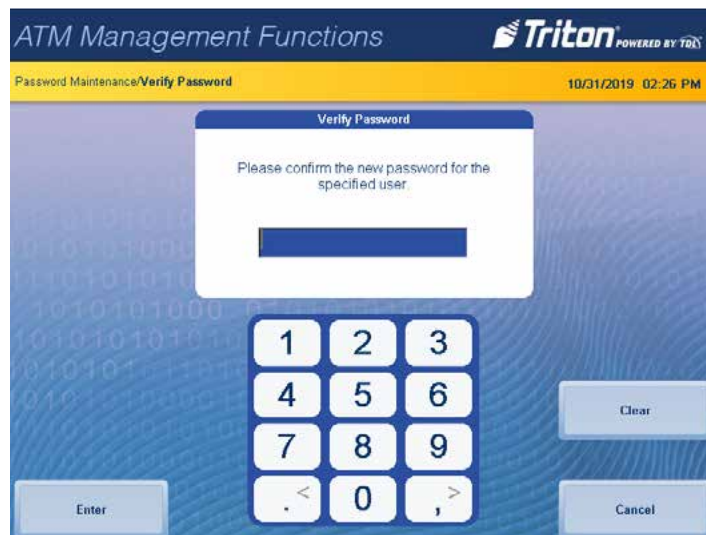 ATM Management Functions
Triton POWERED BY TDL
Password Maintenance/Verify Password
10/31/2019 02:26 PM
Verify Password
Please confirm the new password for the
specified user.
1 2 3
4 5 6
7 8 9
.< 0 ,>
Clear
Enter
Cancel